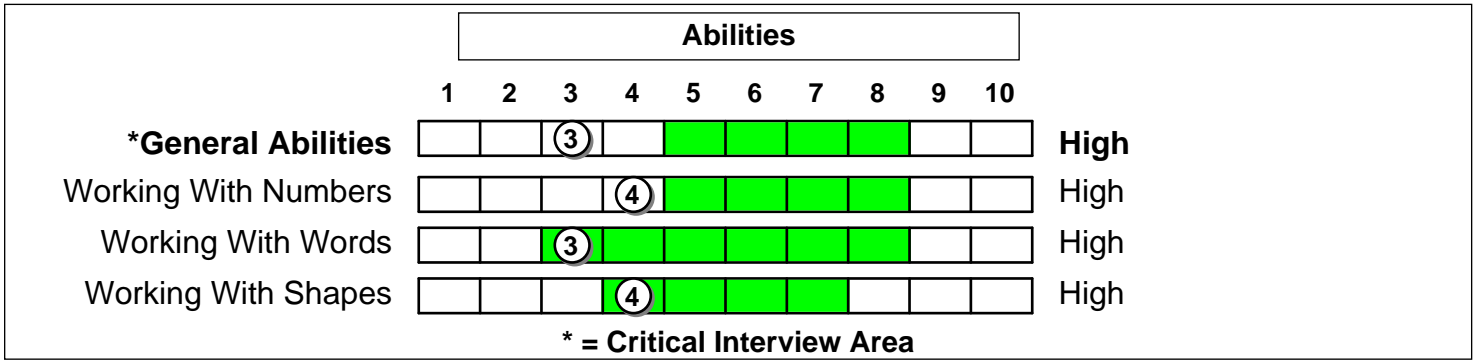 Abilities
1 2 3 4 5 6 7 8 9 10
*General Abilities 3 High
Working With Numbers 4 High
Working With Words 3 High
Working With Shapes 4 High
* = Critical Interview Area